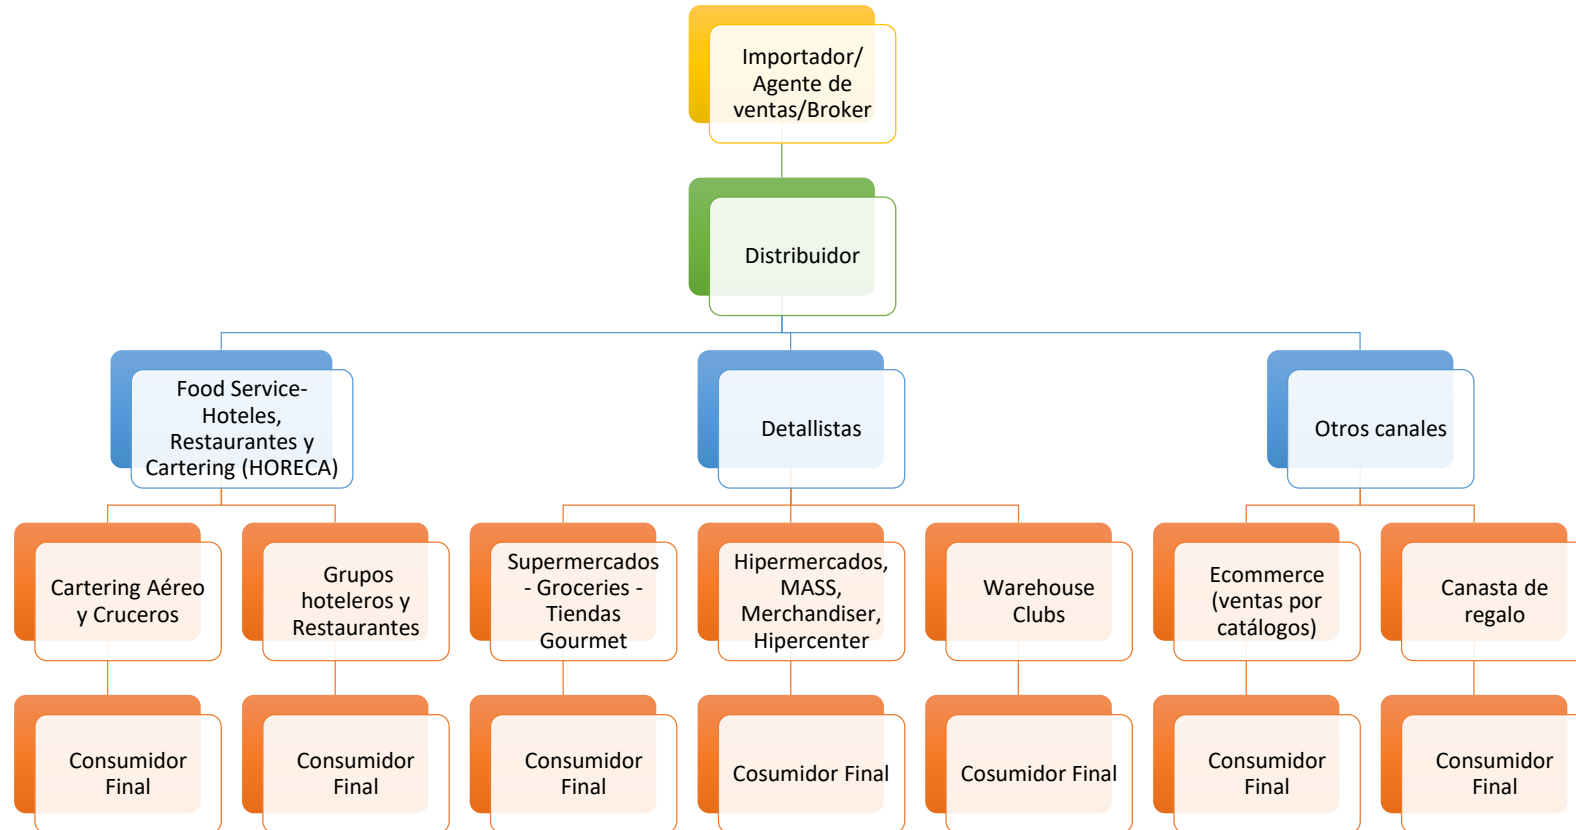 Importador/
Agente de
ventas/Broker
Distribuidor
Food Service-
Hoteles,
Restaurantes y
Cartering (HORECA)
Detallistas
Otros canales
Cartering Aéreo
y Cruceros
Grupos
hoteleros y
Restaurantes
Supermercados
- Groceries -
Tiendas
Gourmet
Hipermercados,
MASS,
Merchandiser,
Hipercenter
Warehouse
Clubs
Ecommerce
(ventas por
catálogos)
Canasta de
regalo
Consumidor
Final
Consumidor
Final
Consumidor
Final
Cosumidor Final
Cosumidor Final
Consumidor
Final
Consumidor
Final